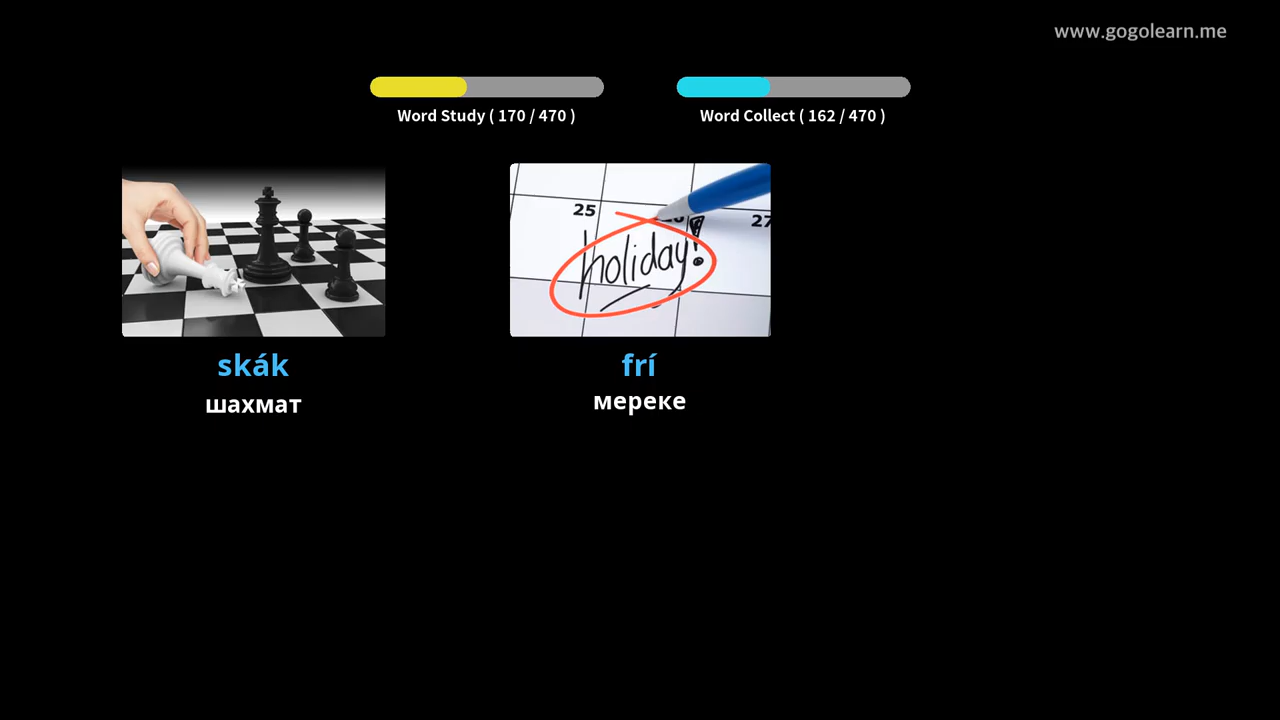 www.gogolearn.me
Word Study ( 170 / 470 )
Word Collect ( 162 / 470 )
25
27
holiday!
skák
frí
шахмат
мереке